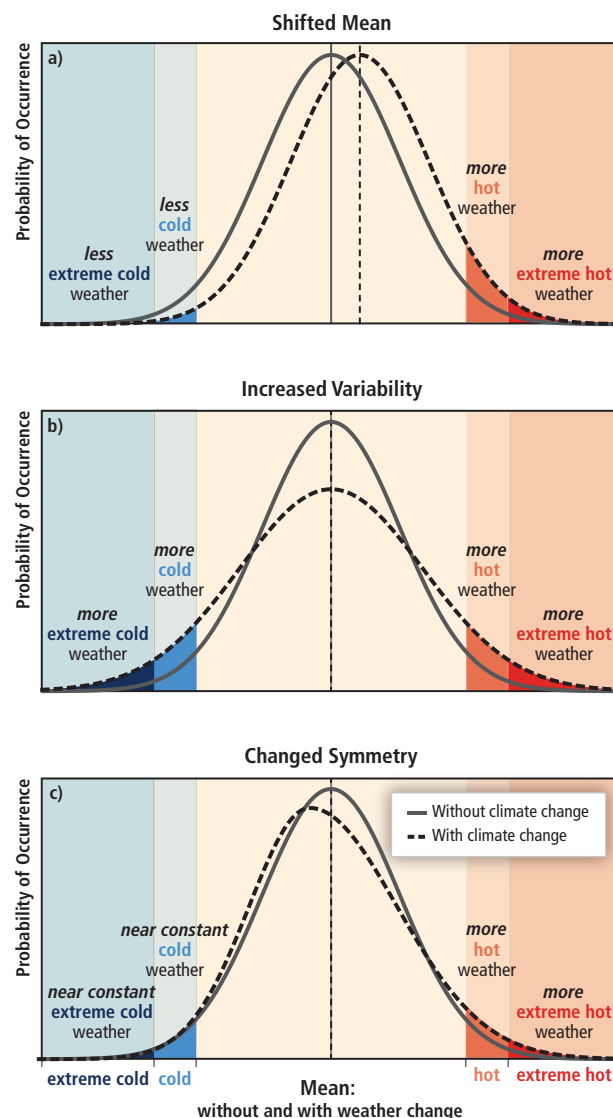 Shifted Mean
a)
Probability of Occurrence
less
extreme cold
weather
less
cold
weather
more
hot
weather
more
extreme hot
weather
Increased Variability
b)
Probability of Occurrence
more
extreme cold
weather
more
cold
weather
more
hot
weather
more
extreme hot
weather
Changed Symmetry
c)
Probability of Occurrence
Without climate change
With climate change
near constant
extreme cold
weather
near constant
cold
weather
more
hot
weather
more
extreme hot
weather
extreme cold
cold
Mean:
without and with weather change
hot
extreme hot